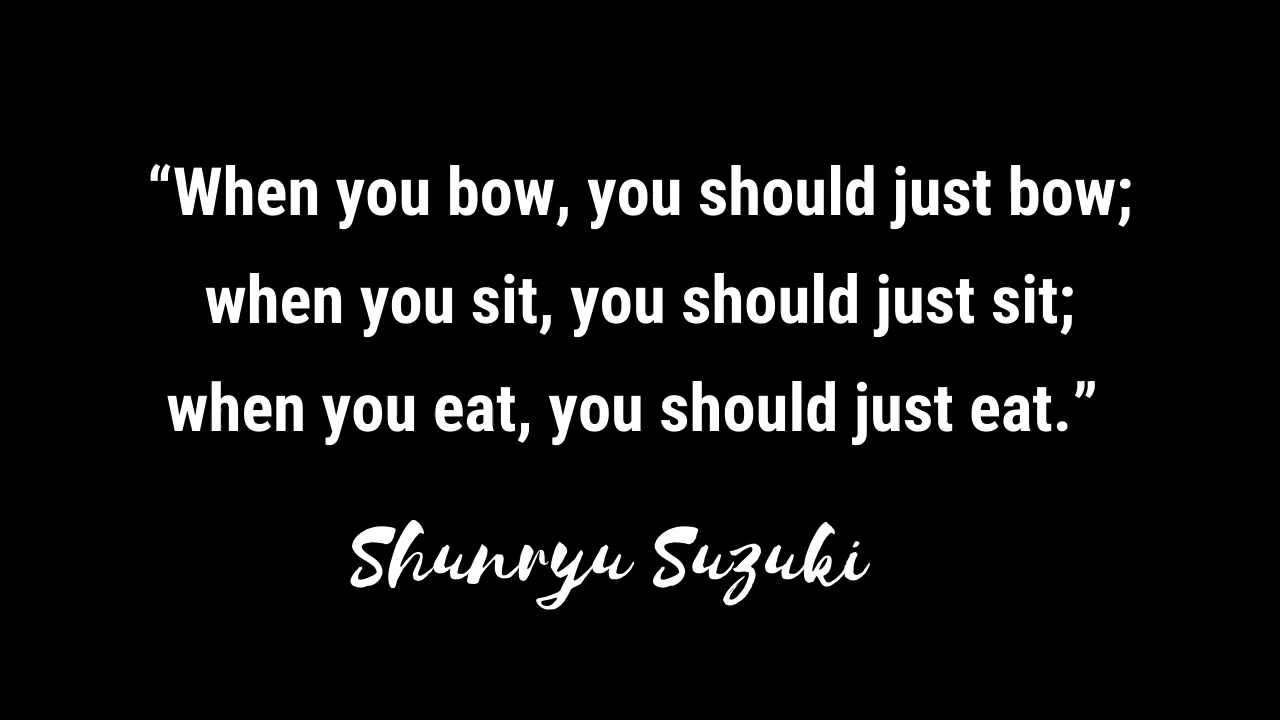 “When you bow, you should just bow;
when you sit, you should just sit;
when you eat, you should just eat.”
Shunryu Suzuki